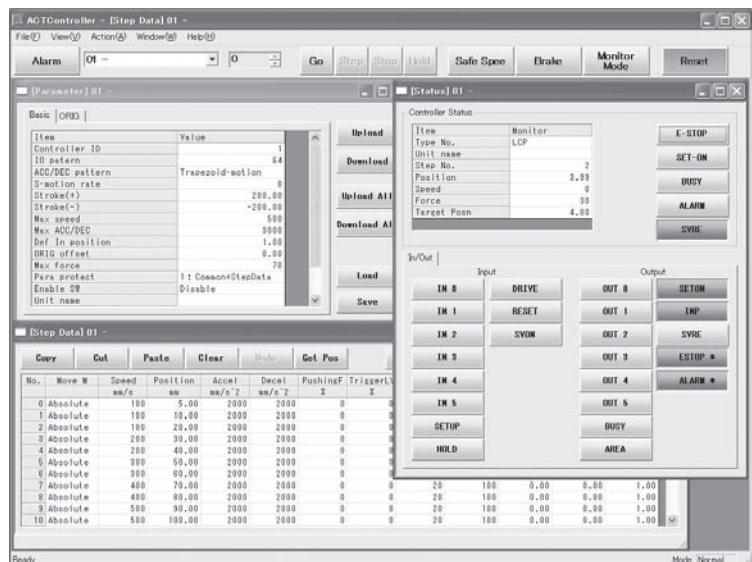 ACTController - [Step Data] 01 -
File(F) View(V) Action(A) Window(W) Help(H)
Alarm 01 - 0 Go Step Stop Hold Safe Spee Brake Monitor Mode Reset
[Parameter] 01 -
Basic ORIG
Item Value
Controller ID 1
IO patern 64
ACC/DEC pattern Trapezoid-motion
S-motion rate 0
Stroke(+) 200.00
Stroke(-) -200.00
Max speed 500
Max ACC/DEC 3000
Def In position 1.00
ORIG offset 0.00
Max force 70
Para protect 1: Common+StepData
Enable SW Disable
Unit name
Upload
Download
Upload All
Download Al
Load
Save
[Status] 01 -
Controller Status
Item Monitor
Type No. LCP
Unit name
Step No. 2
Position 3.99
Speed 0
Force 30
Target Posn 4.00
E-STOP
SET-ON
BUSY
ALARM
SVRE
In/Out
Input Output
IN 0 DRIVE OUT 0 SETON
IN 1 RESET OUT 1 INP
IN 2 SVON OUT 2 SVRE
IN 3 OUT 3 ESTOP *
IN 4 OUT 4 ALARM *
IN 5 OUT 5
SETUP BUSY
HOLD AREA
[Step Data] 01 -
Copy Cut Paste Clear Undo Get Pos
No. Move M Speed Position Accel Decel PushingF TriggerLV
mm/s mm mm/s^2 mm/s^2 % %
0 Absolute 100 5.00 2000 2000 0 0
1 Absolute 100 10.00 2000 2000 0 0
2 Absolute 100 20.00 2000 2000 0 0
3 Absolute 200 30.00 2000 2000 0 0
4 Absolute 200 40.00 2000 2000 0 0
5 Absolute 300 50.00 2000 2000 0 0
6 Absolute 300 60.00 2000 2000 0 0
7 Absolute 400 70.00 2000 2000 0 0 20 100 0.00 0.00 1.00
8 Absolute 400 80.00 2000 2000 0 0 20 100 0.00 0.00 1.00
9 Absolute 500 90.00 2000 2000 0 0 20 100 0.00 0.00 1.00
10 Absolute 500 100.00 2000 2000 0 0 20 100 0.00 0.00 1.00
Ready Mode Normal